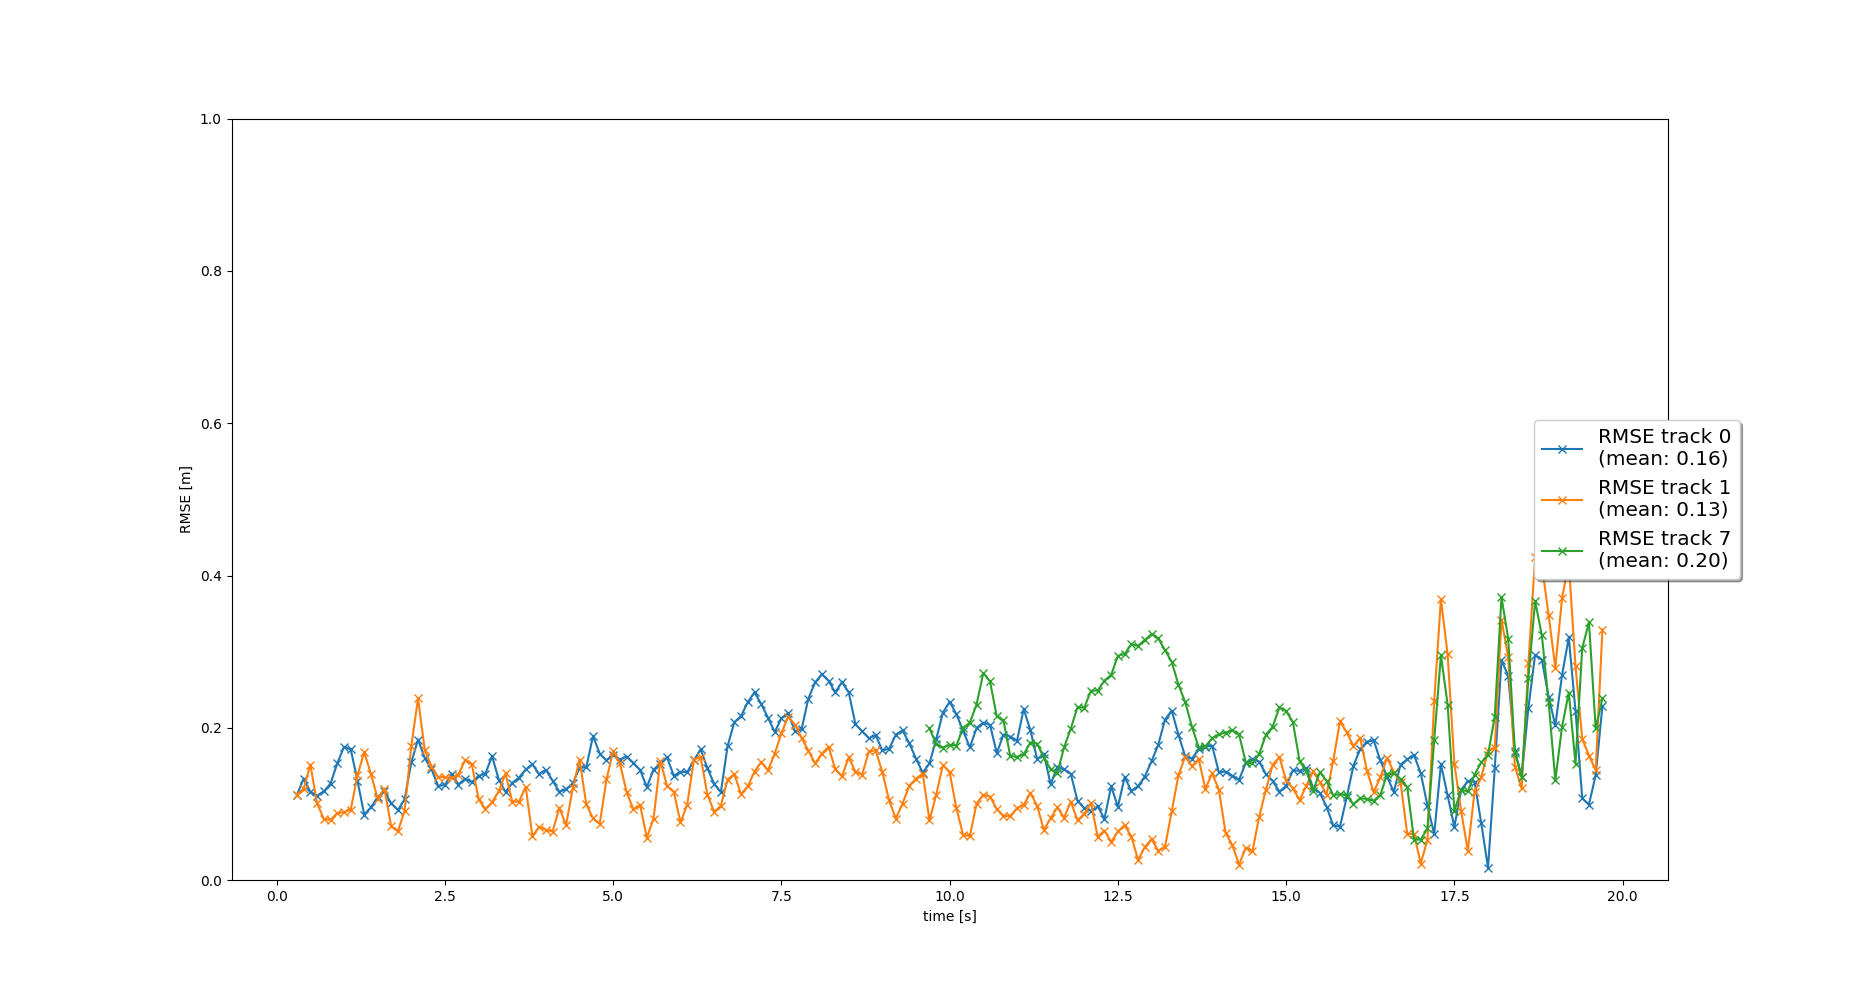 1.0
0.8
0.6
0.4
0.2
0.0
RMSE [m]
0.0 2.5 5.0 7.5 10.0 12.5 15.0 17.5 20.0
time [s]
RMSE track 0
(mean: 0.16)
RMSE track 1
(mean: 0.13)
RMSE track 7
(mean: 0.20)